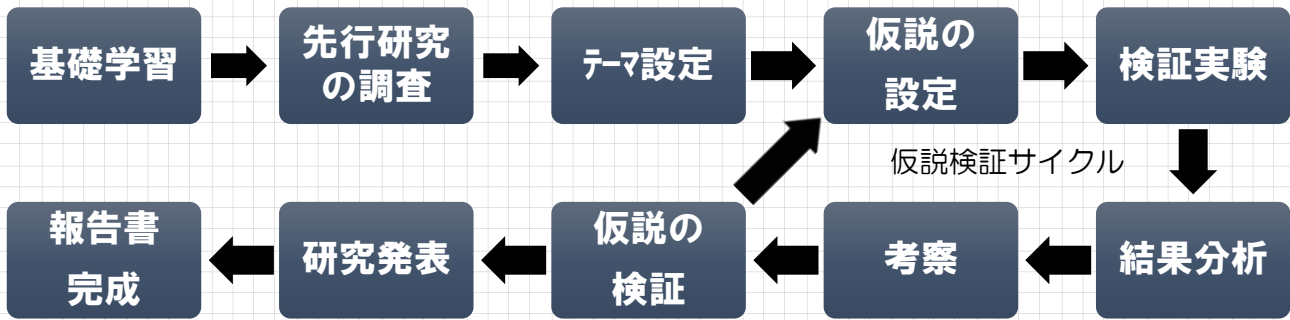 基礎学習
先行研究
の調査
テーマ設定
仮説の
設定
検証実験
仮説検証サイクル
結果分析
考察
仮説の
検証
研究発表
報告書
完成